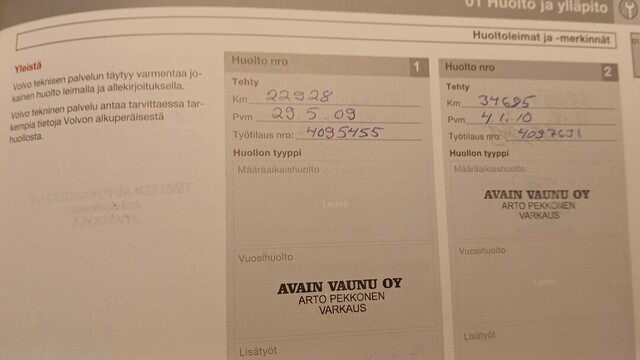 01 Huolto ja ylläpito
Huoltoleimat ja -merkinnät
Yleistä
Volvo teknisen palvelun täytyy varmentaa jo-
kainen huolto leimalla ja allekirjoituksella.
Volvo tekninen palvelu antaa tarvittaessa tar-
kempia tietoja Volvon alkuperäisestä
huollosta.
Huolto nro 1
Tehty
Km 22928
Pvm 29.5.09
Työtilaus nro: 4095455
Huollon tyyppi
Määräaikaishuolto
Leima
Vuosihuolto
AVAIN VAUNU OY
ARTO PEKKONEN
VARKAUS
Lisätyöt
Huolto nro 2
Tehty
Km 34695
Pvm 4.1.10
Työtilaus nro: 4097631
Huollon tyyppi
Määräaikaishuolto
AVAIN VAUNU OY
ARTO PEKKONEN
VARKAUS
Vuosihuolto
Leima
Lisätyöt